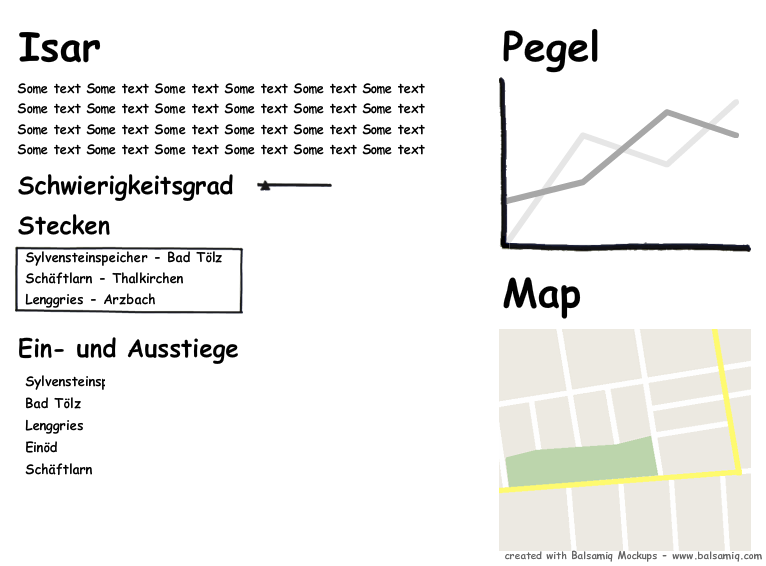 Isar
Some text Some text Some text Some text Some text Some text
Some text Some text Some text Some text Some text Some text
Some text Some text Some text Some text Some text Some text
Some text Some text Some text Some text Some text Some text
Schwierigkeitsgrad
Stecken
Sylvensteinspeicher - Bad Tölz
Schäftlarn - Thalkirchen
Lenggries - Arzbach
Ein- und Ausstiege
Sylvensteinsp
Bad Tölz
Lenggries
Einöd
Schäftlarn
Pegel
Map
created with Balsamiq Mockups - www.balsamiq.com